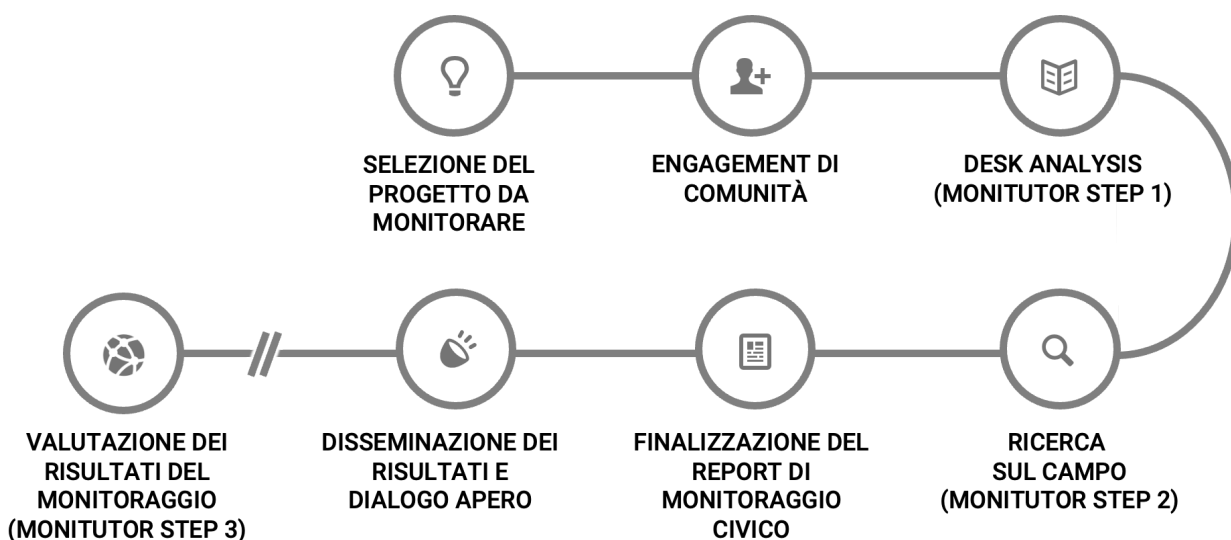 SELEZIONE DEL
PROGETTO DA
MONITORARE
ENGAGEMENT DI
COMUNITÀ
DESK ANALYSIS
(MONITUTOR STEP 1)
RICERCA
SUL CAMPO
(MONITUTOR STEP 2)
FINALIZZAZIONE DEL
REPORT DI
MONITORAGGIO
CIVICO
DISSEMINAZIONE DEI
RISULTATI E
DIALOGO APERO
VALUTAZIONE DEI
RISULTATI DEL
MONITORAGGIO
(MONITUTOR STEP 3)